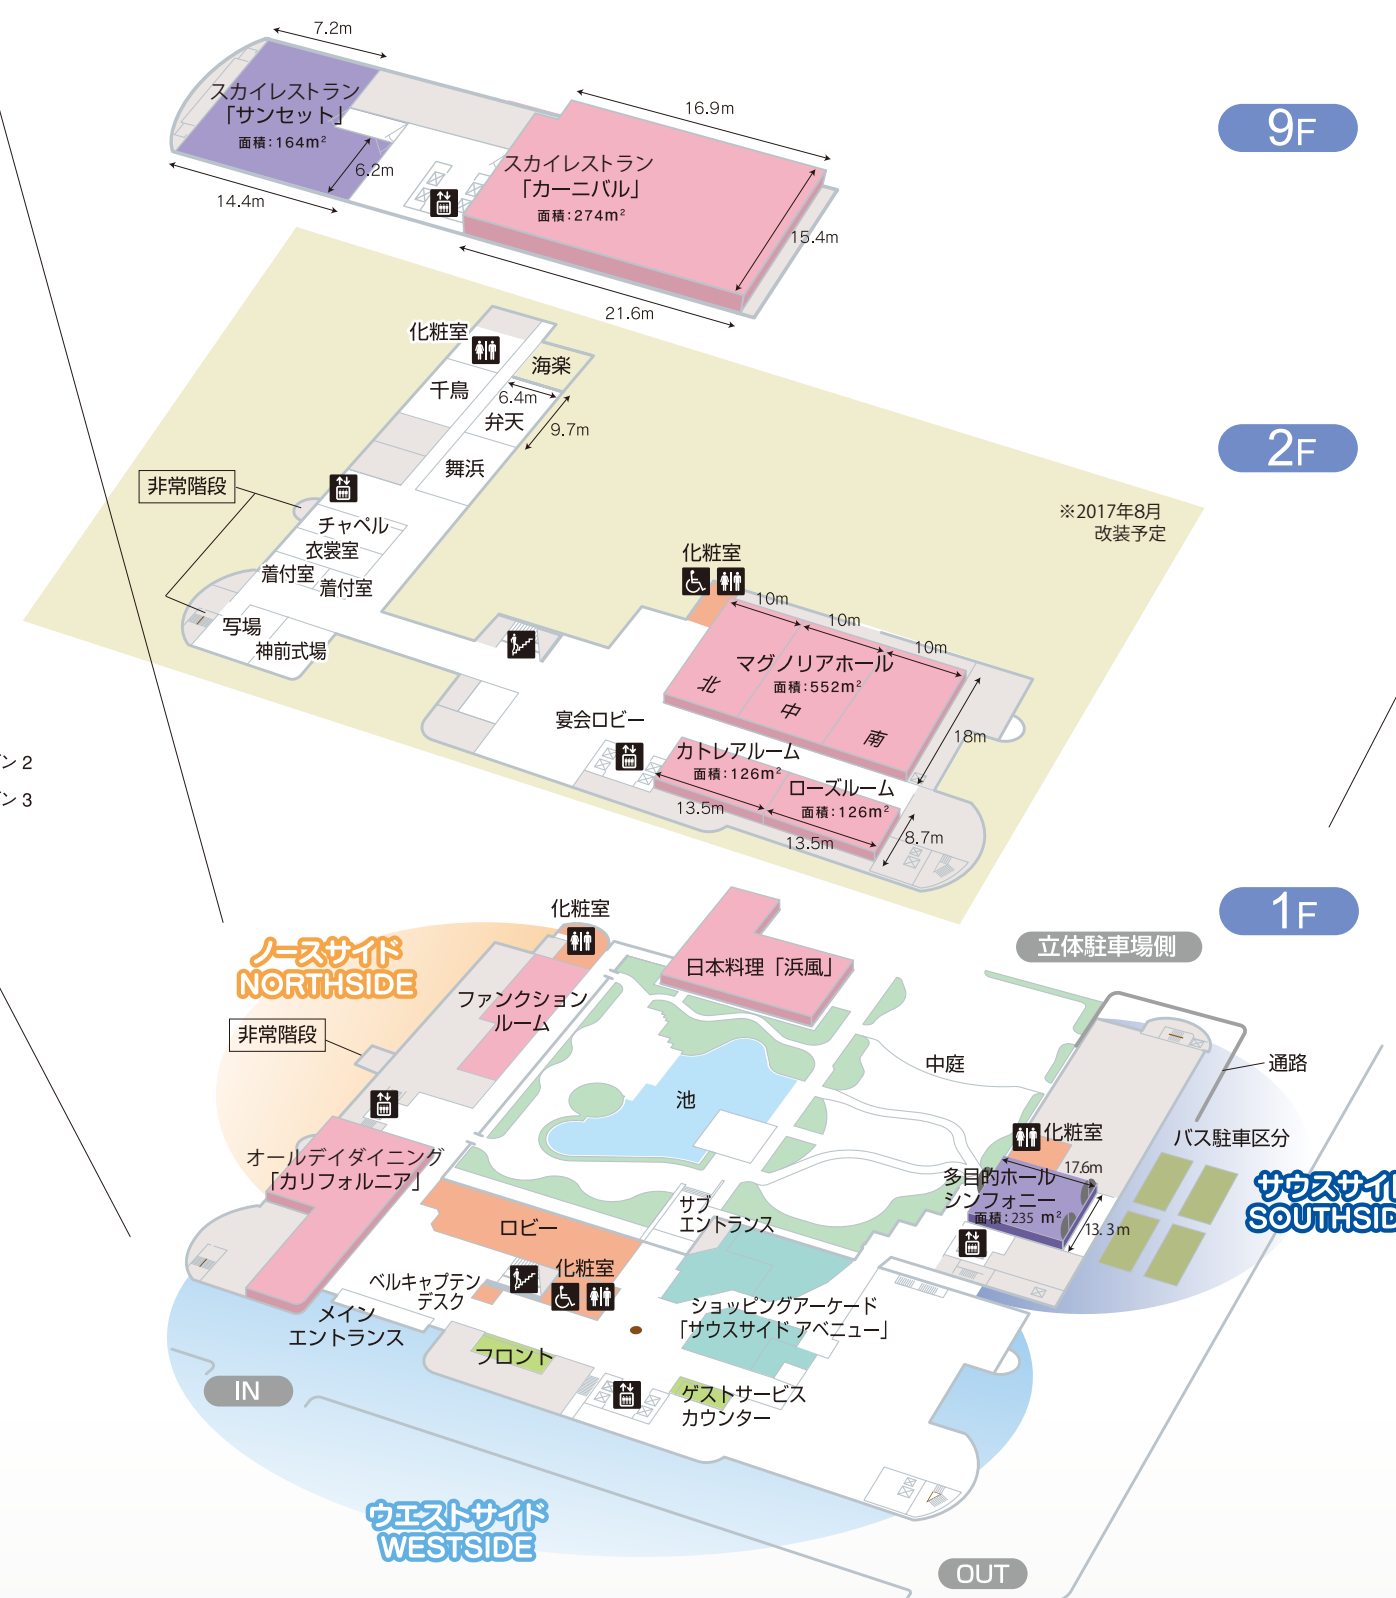 7.2m
スカイレストラン
「サンセット」
面積:164m²
6.2m
14.4m
16.9m
スカイレストラン
「カーニバル」
面積:274m²
15.4m
21.6m
9F
化粧室
海楽
千鳥
6.4m
弁天
9.7m
舞浜
2F
非常階段
チャペル
衣裳室
着付室
着付室
写場
神前式場
※2017年8月
改装予定
化粧室
10m
10m
10m
マグノリアホール
面積:552m²
北
中
南
18m
宴会ロビー
カトレアルーム
面積:126m²
ローズルーム
面積:126m²
13.5m
13.5m
8.7m
ン 2
ン 3
1F
化粧室
ノースサイド
NORTHSIDE
日本料理「浜風」
立体駐車場側
ファンクション
ルーム
非常階段
中庭
通路
池
化粧室
バス駐車区分
オールデイダイニング
「カリフォルニア」
17.6m
多目的ホール
シンフォニー
面積:235 m²
13.3m
サウスサイド
SOUTHSID
サブ
エントランス
ロビー
化粧室
ベルキャプテン
デスク
メイン
エントランス
ショッピングアーケード
「サウスサイド アベニュー」
フロント
IN
ゲストサービス
カウンター
ウエストサイド
WESTSIDE
OUT